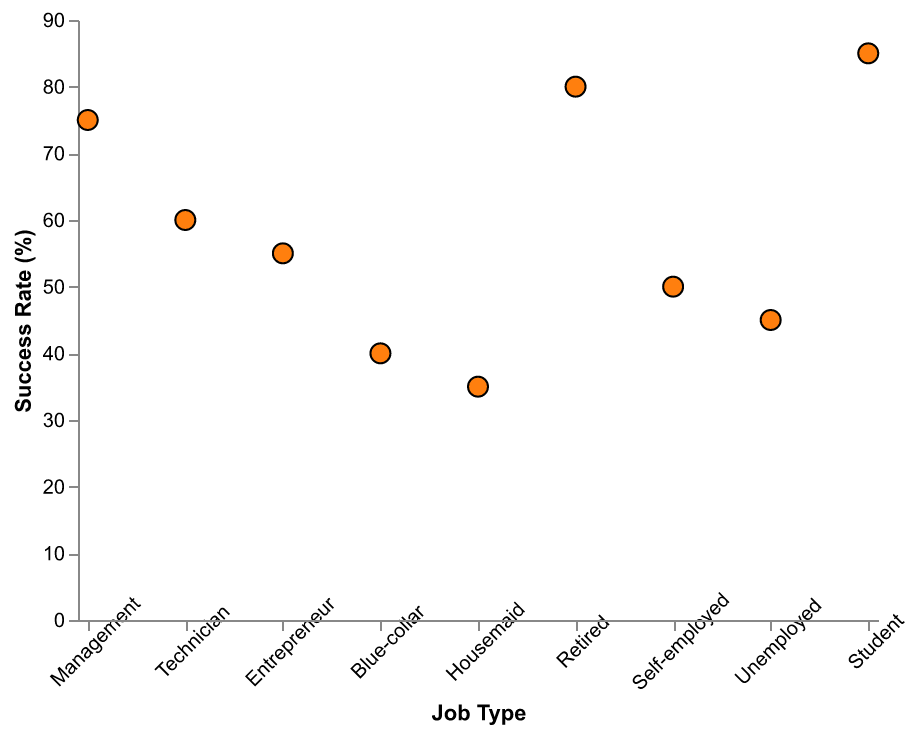 90
80
70
60
50
40
30
20
10
0
Success Rate (%)
Management
Technician
Entrepreneur
Blue-collar
Housemaid
Retired
Self-employed
Unemployed
Student
Job Type